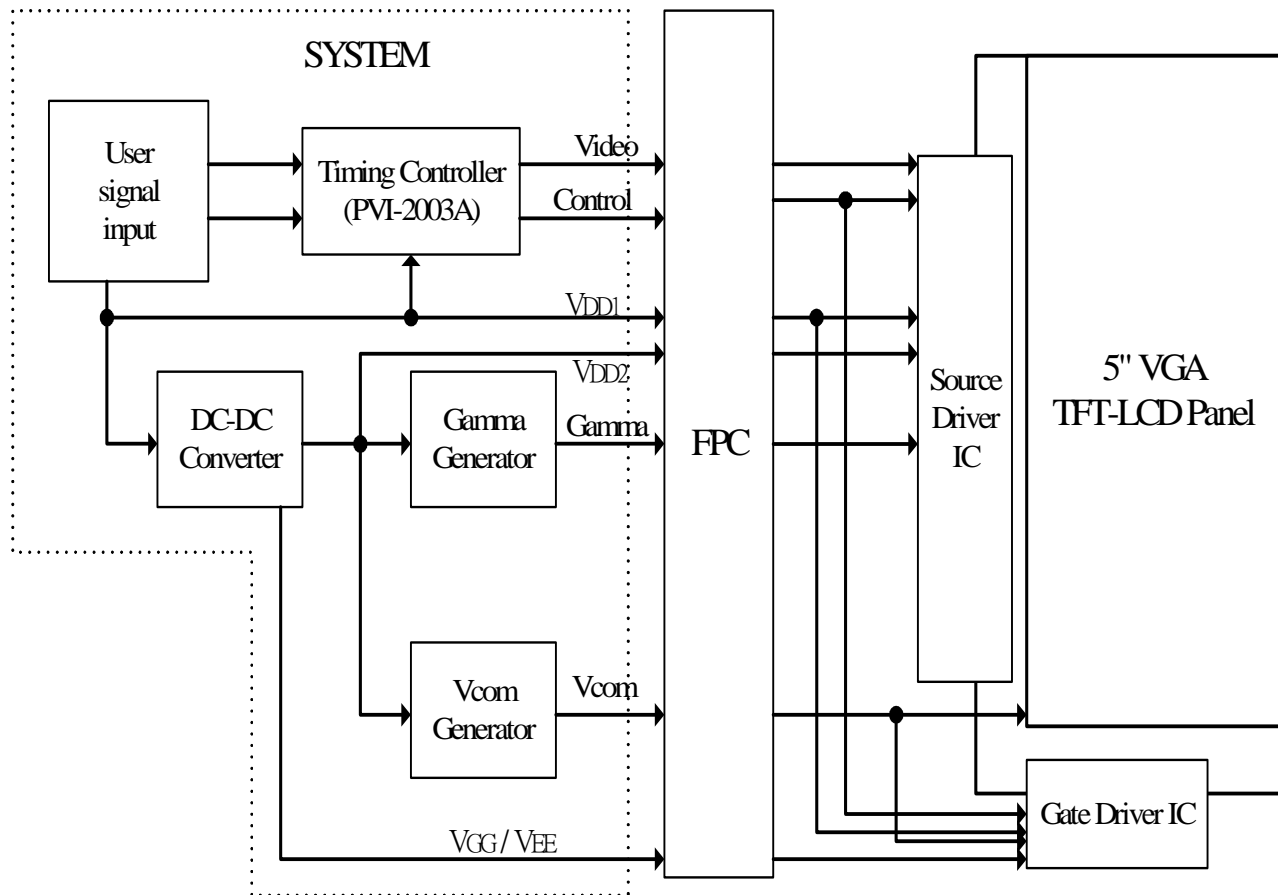 SYSTEM
User
signal
input
Timing Controller
(PVI-2003A)
Video
Control
VDD1
VDD2
DC-DC
Converter
Gamma
Generator
Gamma
FPC
Source
Driver
IC
5" VGA
TFT-LCD Panel
Vcom
Generator
Vcom
Gate Driver IC
VGG / VEE